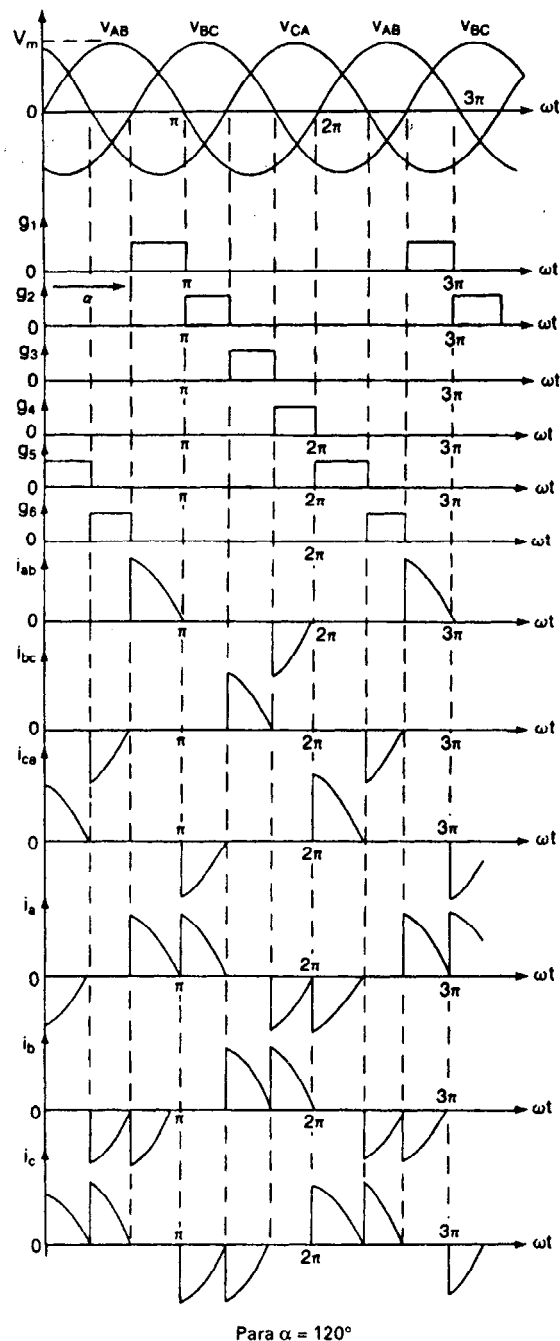 V_AB V_BC V_CA V_AB V_BC
V_m
0 π 2π 3π ωt
g₁
0 π 3π ωt
α
g₂
0 π 3π ωt
g₃
0 π 3π ωt
g₄
0 π 2π 3π ωt
g₅
0 π 2π 3π ωt
g₆
0 2π ωt
i_ab
0 π 2π 3π ωt
i_bc
0 π 2π 3π ωt
i_ca
0 π 2π 3π ωt
i_a
0 π 2π 3π ωt
i_b
0 π 2π 3π ωt
i_c
0 π 2π 3π ωt
Para α = 120°